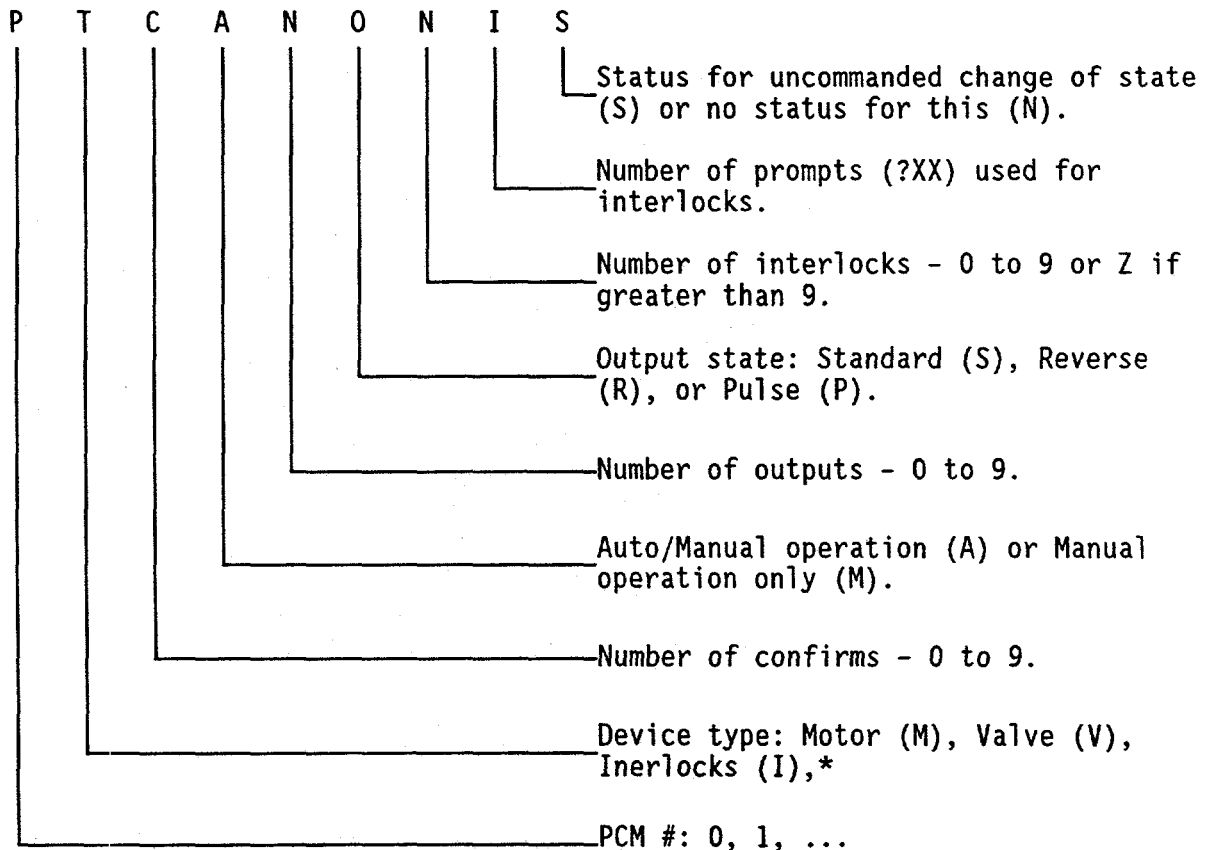 P T C A N O N I S
Status for uncommanded change of state
(S) or no status for this (N).
Number of prompts (?XX) used for
interlocks.
Number of interlocks - 0 to 9 or Z if
greater than 9.
Output state: Standard (S), Reverse
(R), or Pulse (P).
Number of outputs - 0 to 9.
Auto/Manual operation (A) or Manual
operation only (M).
Number of confirms - 0 to 9.
Device type: Motor (M), Valve (V),
Inerlocks (I),*
PCM #: 0, 1, ...